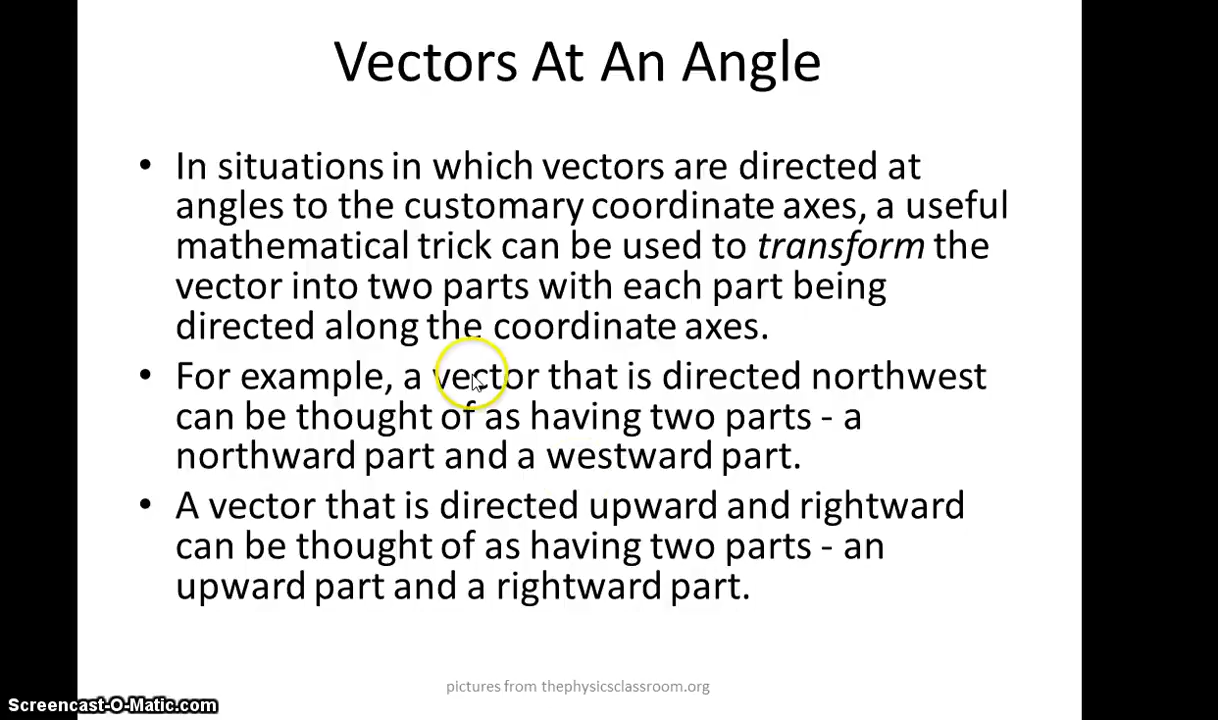 Vectors At An Angle
• In situations in which vectors are directed at
angles to the customary coordinate axes, a useful
mathematical trick can be used to transform the
vector into two parts with each part being
directed along the coordinate axes.
• For example, a vector that is directed northwest
can be thought of as having two parts - a
northward part and a westward part.
• A vector that is directed upward and rightward
can be thought of as having two parts - an
upward part and a rightward part.
pictures from thephysicsclassroom.org
Screencast-O-Matic.com